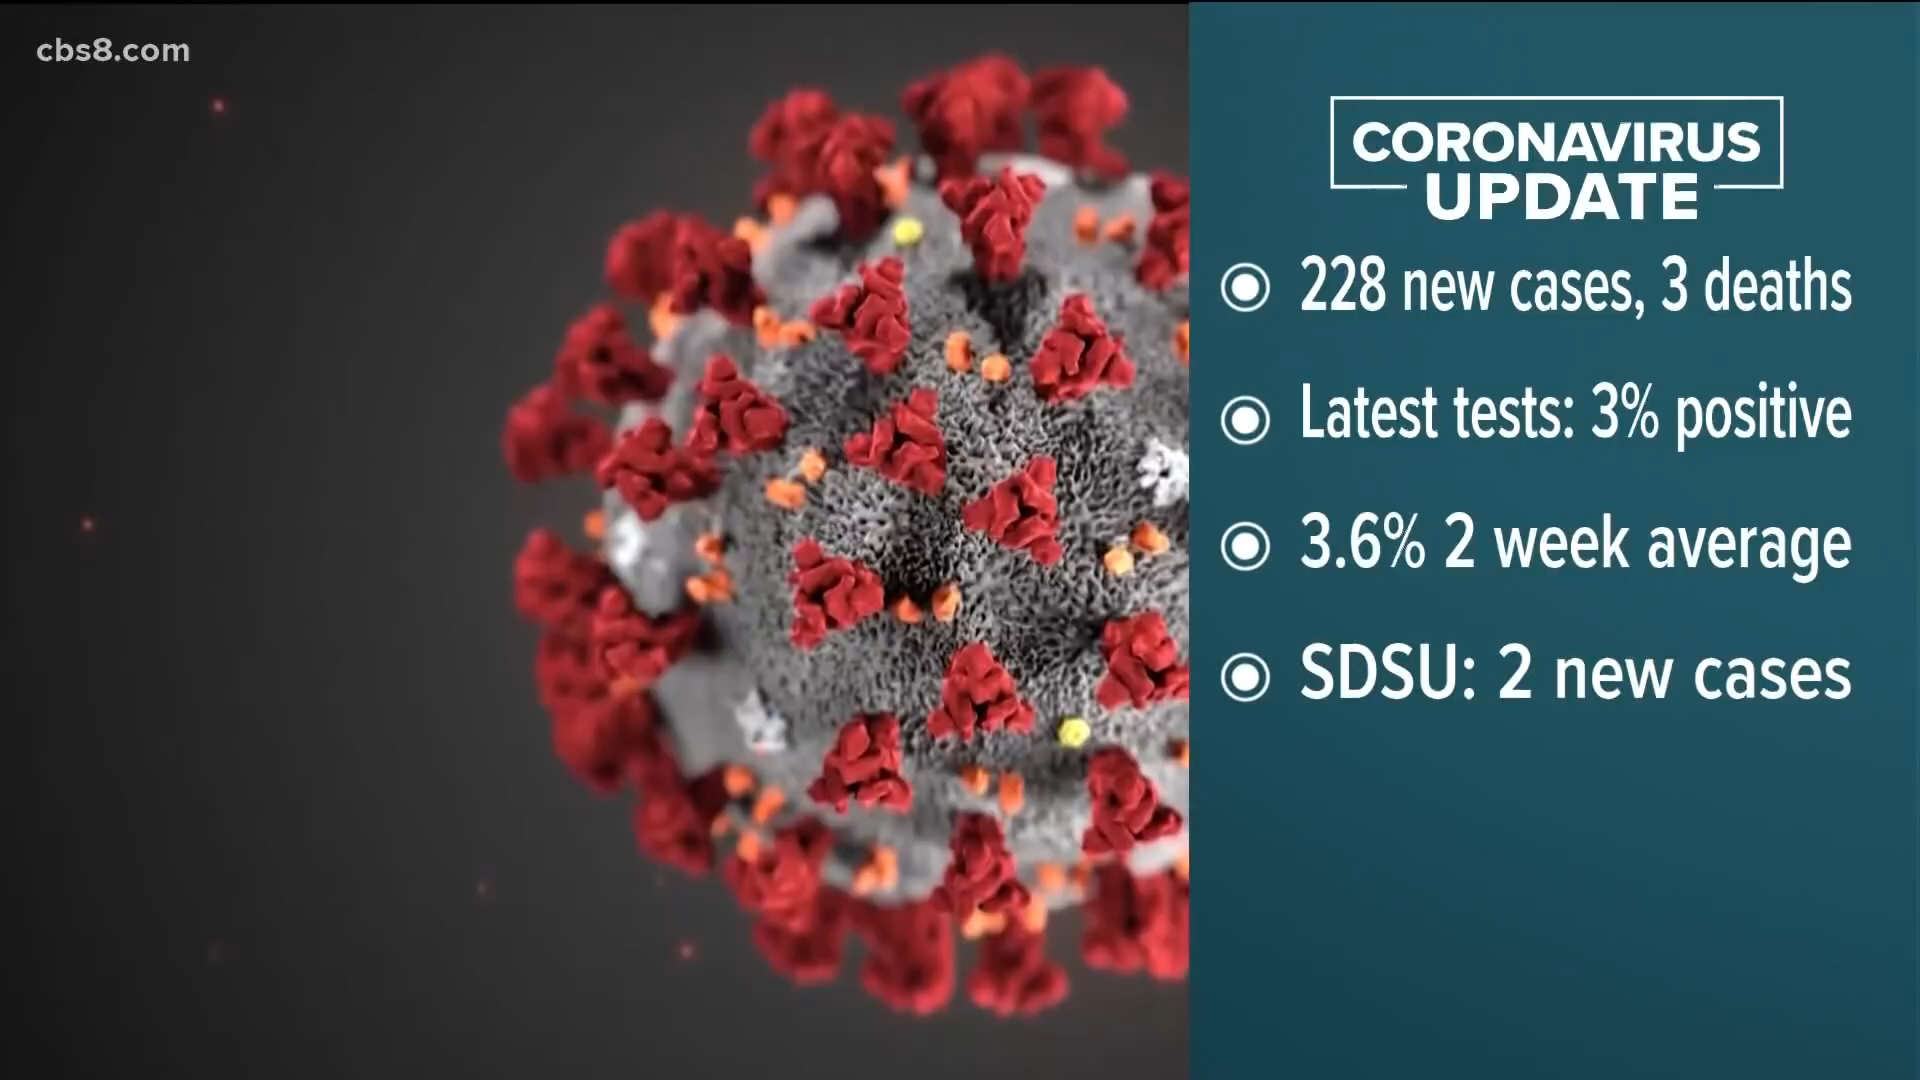 cbs8.com
CORONAVIRUS
UPDATE
228 new cases, 3 deaths
Latest tests: 3% positive
3.6% 2 week average
SDSU: 2 new cases